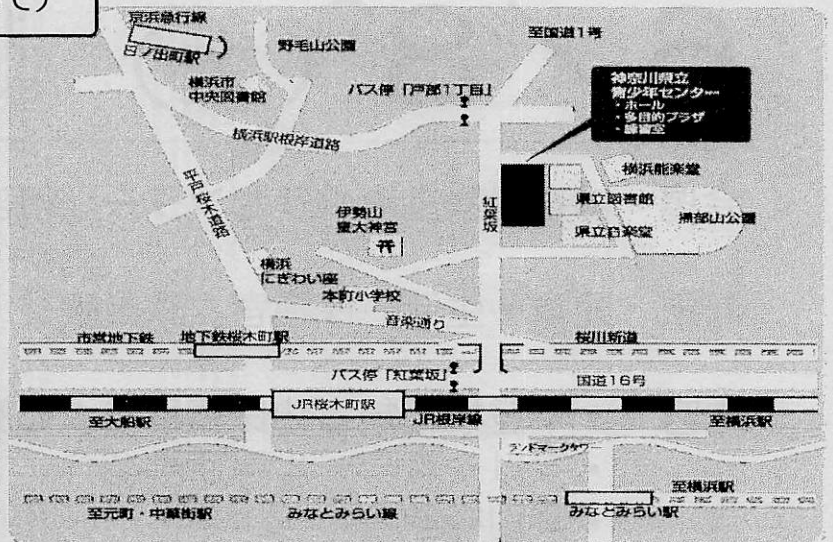 京浜急行線
日ノ出町駅
野毛山公園
至国道1号
横浜市
中央図書館
バス停「戸部1丁目」
神奈川県立
青少年センター
・ホール
・多目的プラザ
・練習室
横浜駅根岸道路
平戸桜木道路
紅葉坂
横浜能楽堂
県立図書館
掃部山公園
県立音楽堂
伊勢山
皇大神宮
横浜
にぎわい座
本町小学校
音楽通り
市営地下鉄
地下鉄桜木町駅
桜川新道
バス停「紅葉坂」
国道16号
JR桜木町駅
至大船駅
JR根岸線
至横浜駅
ランドマークタワー
至横浜駅
至元町・中華街駅
みなとみらい線
みなとみらい駅